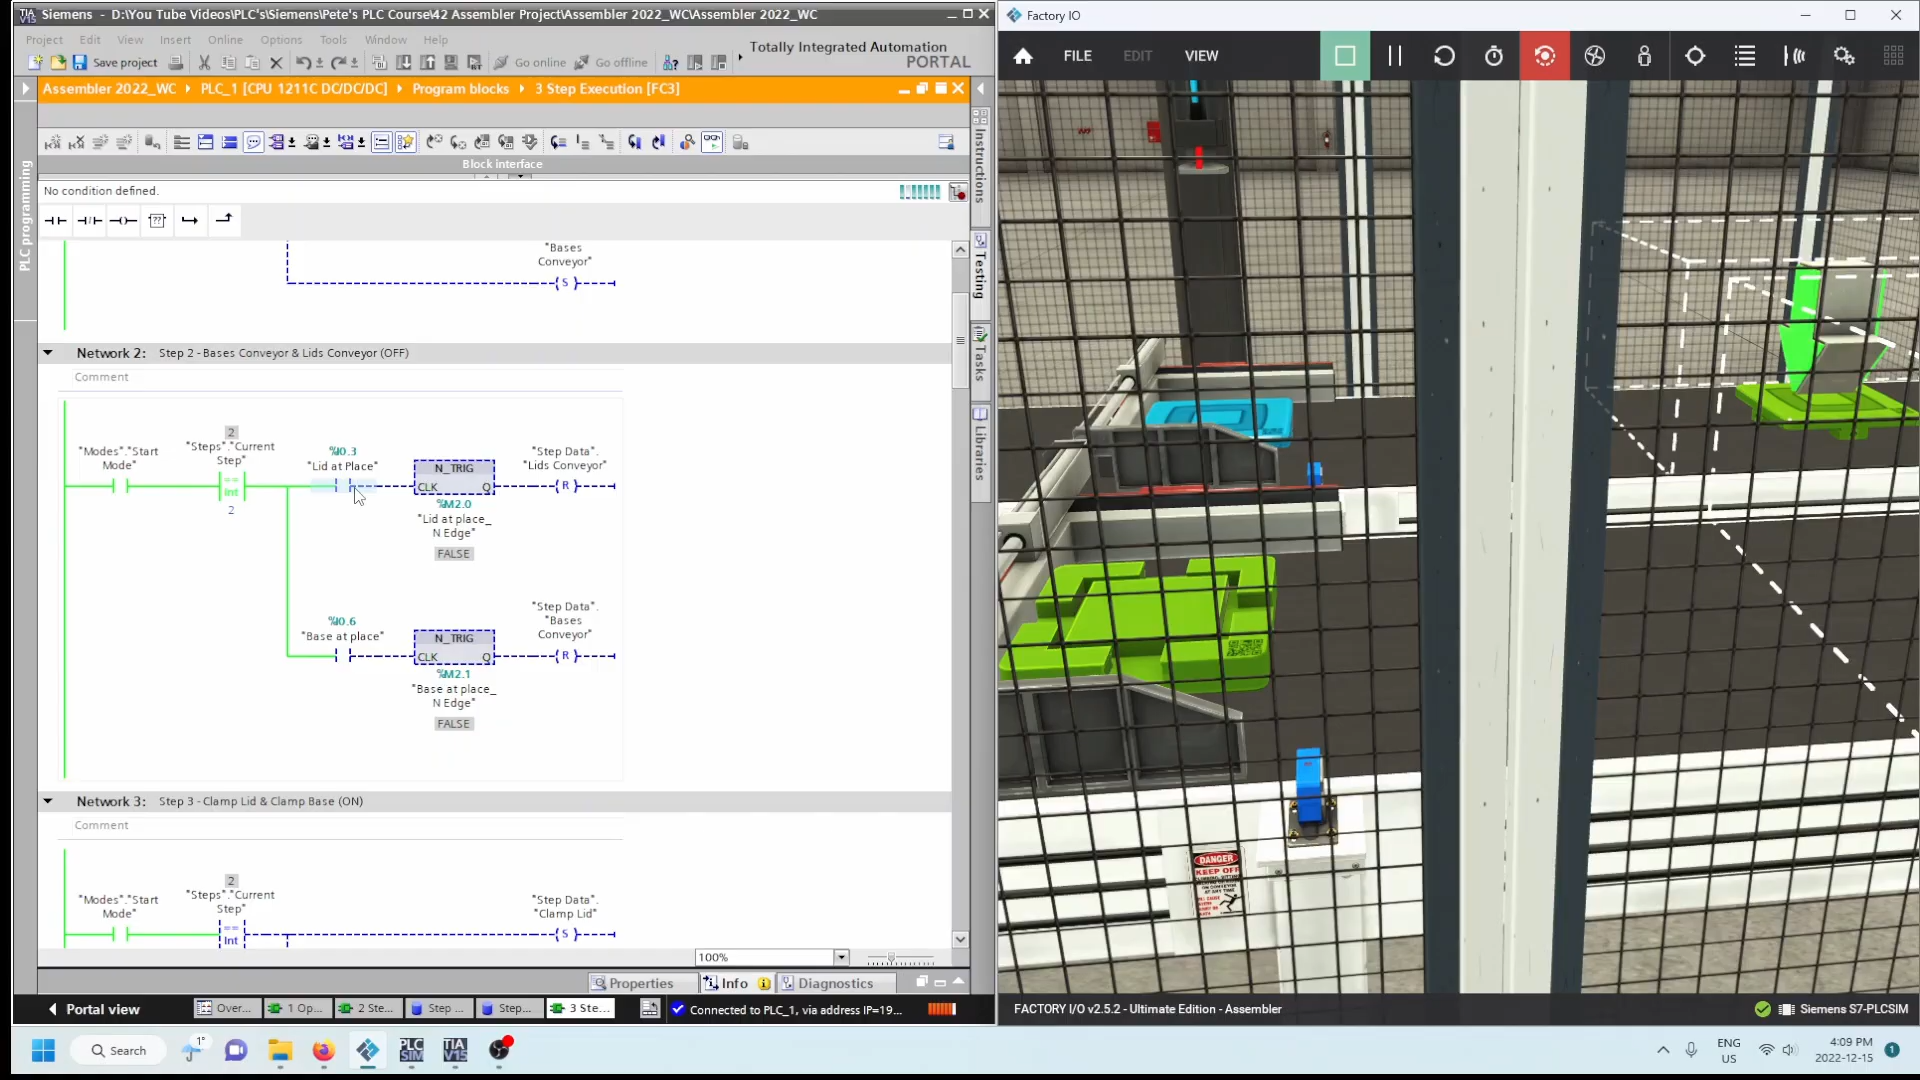 Siemens - D:\You Tube Videos\PLC's\Siemens\Pete's PLC Course\42 Assembler Project\Assembler 2022_WC\Assembler 2022_WC
Project Edit View Insert Online Options Tools Window Help
Totally Integrated Automation
PORTAL
Save project
Go online
Go offline
Assembler 2022_WC
PLC_1 [CPU 1211C DC/DC/DC]
Program blocks
3 Step Execution [FC3]
Block interface
No condition defined.
PLC programming
Instructions
Testing
Tasks
Libraries
"Bases
Conveyor"
S
Network 2: Step 2 - Bases Conveyor & Lids Conveyor (OFF)
Comment
"Modes"."Start
Mode"
2
"Steps"."Current
Step"
==
Int
2
%I0.3
"Lid at Place"
N_TRIG
CLK Q
%M2.0
"Lid at place_
N Edge"
FALSE
"Step Data".
"Lids Conveyor"
R
%I0.6
"Base at place"
N_TRIG
CLK Q
%M2.1
"Base at place_
N Edge"
FALSE
"Step Data".
"Bases
Conveyor"
R
Network 3: Step 3 - Clamp Lid & Clamp Base (ON)
Comment
"Modes"."Start
Mode"
2
"Steps"."Current
Step"
==
Int
"Step Data".
"Clamp Lid"
S
100%
Properties
Info
Diagnostics
Portal view
Over...
1 Op...
2 Ste...
Step ...
Step...
3 Ste...
Connected to PLC_1, via address IP=19...
Factory IO
FILE EDIT VIEW
DANGER
KEEP OFF
FACTORY I/O v2.5.2 - Ultimate Edition - Assembler
Siemens S7-PLCSIM
Search
1°
PLC
SIM
TIA
V15
ENG
US
4:09 PM
2022-12-15
1